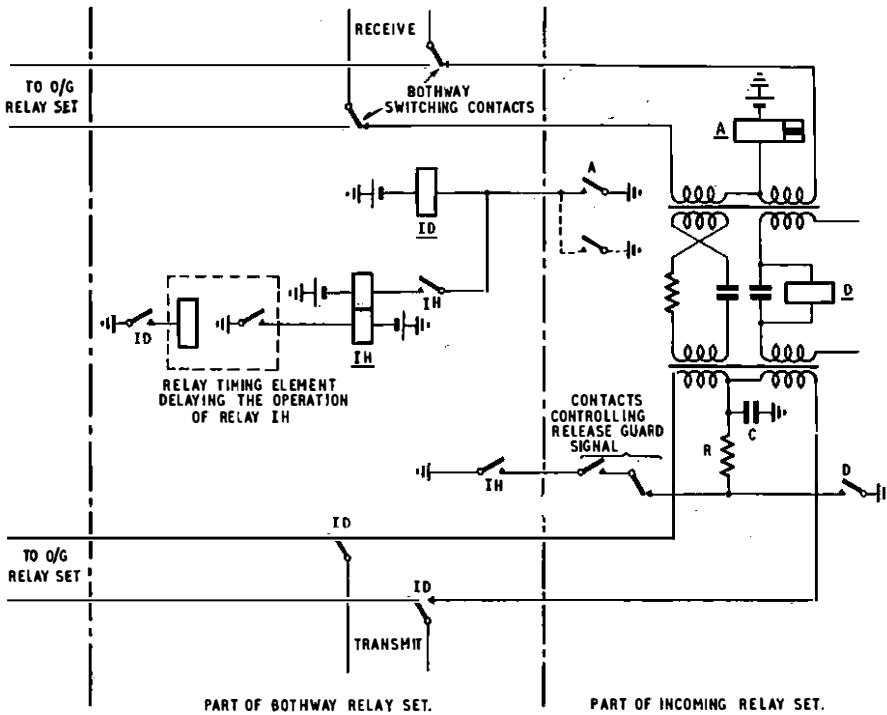 RECEIVE
TO O/G
RELAY SET
BOTHWAY
SWITCHING CONTACTS
A
A
ID
IH
D
ID
IH
RELAY TIMING ELEMENT
DELAYING THE OPERATION
OF RELAY IH
CONTACTS
CONTROLLING
RELEASE GUARD
SIGNAL
C
R
IH
D
ID
TO O/G
RELAY SET
ID
TRANSMIT
PART OF BOTHWAY RELAY SET.
PART OF INCOMING RELAY SET.